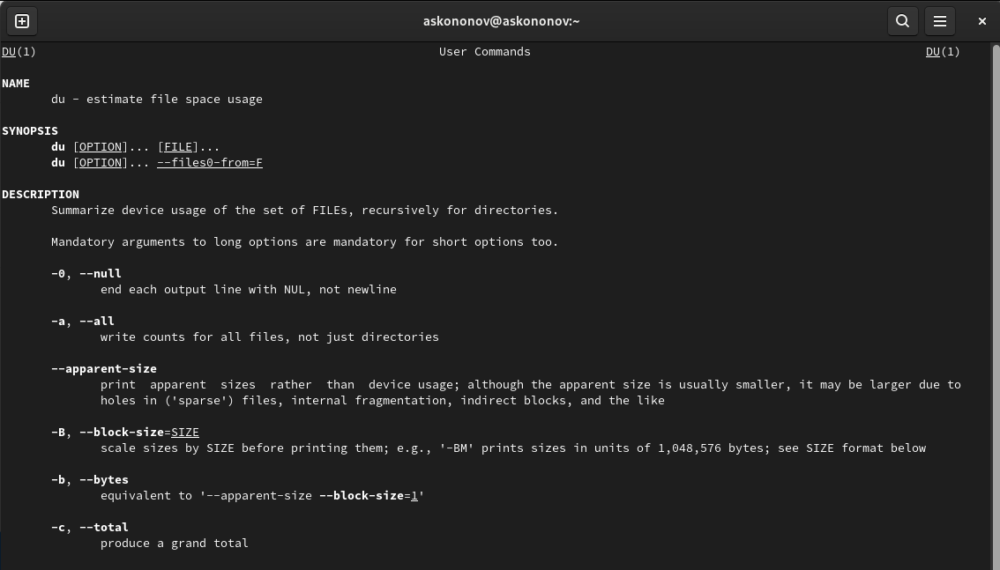 askononov@askononov:~
DU(1) User Commands DU(1)
NAME
du - estimate file space usage
SYNOPSIS
du [OPTION]... [FILE]...
du [OPTION]... --files0-from=F
DESCRIPTION
Summarize device usage of the set of FILEs, recursively for directories.
Mandatory arguments to long options are mandatory for short options too.
-0, --null
end each output line with NUL, not newline
-a, --all
write counts for all files, not just directories
--apparent-size
print apparent sizes rather than device usage; although the apparent size is usually smaller, it may be larger due to
holes in ('sparse') files, internal fragmentation, indirect blocks, and the like
-B, --block-size=SIZE
scale sizes by SIZE before printing them; e.g., '-BM' prints sizes in units of 1,048,576 bytes; see SIZE format below
-b, --bytes
equivalent to '--apparent-size --block-size=1'
-c, --total
produce a grand total